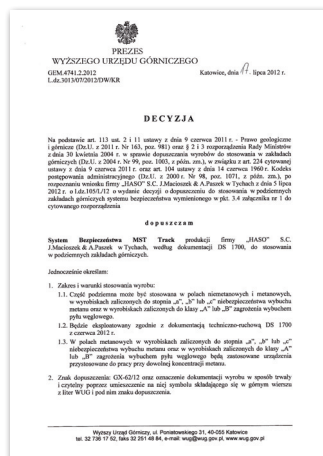 PREZES
WYŻSZEGO URZĘDU GÓRNICZEGO
GEM.4741.2.2012
L.dz.3013/07/2012/DW/KR
Katowice, dnia 17. lipca 2012 r.
DECYZJA
Na podstawie art. 113 ust. 2 i 11 ustawy z dnia 9 czerwca 2011 r. - Prawo geologiczne
i górnicze (Dz.U. z 2011 r. Nr 163, poz. 981) oraz § 2 i 3 rozporządzenia Rady Ministrów
z dnia 30 kwietnia 2004 r. w sprawie dopuszczania wyrobów do stosowania w zakładach
górniczych (Dz.U. z 2004 r. Nr 99, poz. 1003, z późn. zm.), w związku z art. 224 cytowanej
ustawy z dnia 9 czerwca 2011 r. oraz art. 104 ustawy z dnia 14 czerwca 1960 r. Kodeks
postępowania administracyjnego (Dz.U. z 2000 r. Nr 98, poz. 1071, z późn. zm.), po
rozpoznaniu wniosku firmy „HASO" S.C. J.Macioszek & A.Paszek w Tychach z dnia 5 lipca
2012 r. o l.dz.105/L/12 o wydanie decyzji o dopuszczeniu do stosowania w podziemnych
zakładach górniczych systemu bezpieczeństwa wymienionego w pkt. 3.4 załącznika nr 1 do
cytowanego rozporządzenia
dopuszczam
System Bezpieczeństwa MST Track produkcji firmy „HASO" S.C.
J.Macioszek & A.Paszek w Tychach, według dokumentacji DS 1700, do stosowania
w podziemnych zakładach górniczych.
Jednocześnie określam:
1. Zakres i warunki stosowania wyrobu:
1.1. Część podziemna może być stosowana w polach niemetanowych i metanowych,
w wyrobiskach zaliczonych do stopnia „a", „b" lub „c" niebezpieczeństwa wybuchu
metanu oraz w wyrobiskach zaliczonych do klasy „A" lub „B" zagrożenia wybuchem
pyłu węglowego.
1.2. Będzie eksploatowany zgodnie z dokumentacją techniczno-ruchową DS 1700
z czerwca 2012 r.
1.3. W polach metanowych w wyrobiskach zaliczonych do stopnia „a", „b" lub „c"
niebezpieczeństwa wybuchu metanu oraz w wyrobiskach zaliczonych do klasy „A"
lub „B" zagrożenia wybuchem pyłu węglowego będą zastosowane urządzenia
przystosowane do pracy przy dowolnej koncentracji metanu.
2. Znak dopuszczenia: GX-62/12 oraz oznaczenie dokumentacji wyrobu w sposób trwały
i czytelny poprzez umieszczenie na niej symbolu składającego się w górnym wierszu
z liter WUG i pod nim znaku dopuszczenia.
Wyższy Urząd Górniczy, ul. Poniatowskiego 31, 40-055 Katowice
tel. 32 736 17 52, faks 32 251 48 84, e-mail: wug@wug.gov.pl, www.wug.gov.pl